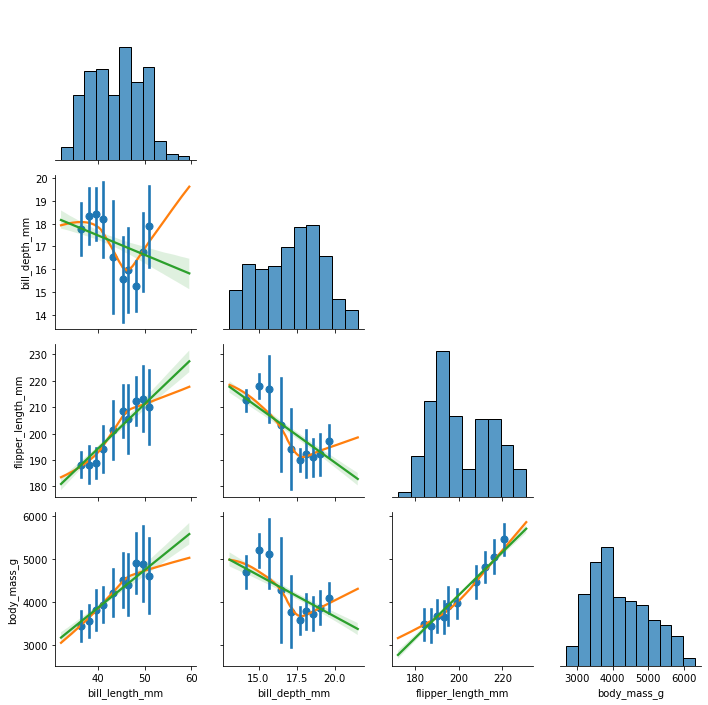 20
19
18
17
16
15
14
bill_depth_mm
230
220
210
200
190
180
flipper_length_mm
6000
5000
4000
3000
body_mass_g
40 50 60
bill_length_mm
15.0 17.5 20.0
bill_depth_mm
180 200 220
flipper_length_mm
3000 4000 5000 6000
body_mass_g